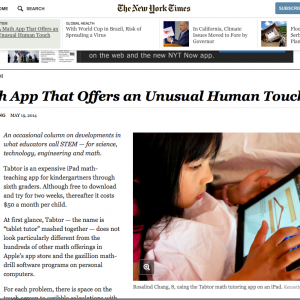 The New York Times
SUBSCRIBE
A Math App That Offers an
Unusual Human Touch
GLOBAL HEALTH
With World Cup in Brazil, Risk of
Spreading a Virus
In California, Climate
Issues Moved to Fore by
Governor
on the web and the new NYT Now app.
h App That Offers an Unusual Human Touc
NG MAY 19, 2014
An occasional column on developments in
what educators call STEM — for science,
technology, engineering and math.
Tabtor is an expensive iPad math-
teaching app for kindergartners through
sixth graders. Although free to download
and try for two weeks, thereafter it costs
$50 a month per child.
At first glance, Tabtor — the name is
"tablet tutor" mashed together — does not
look particularly different from the
hundreds of other math offerings in
Apple's app store and the gazillion math-
drill software programs on personal
computers.
For each problem, there is space on the
Rosalind Chang, 8, using the Tabtor math tutoring app on an iPad.